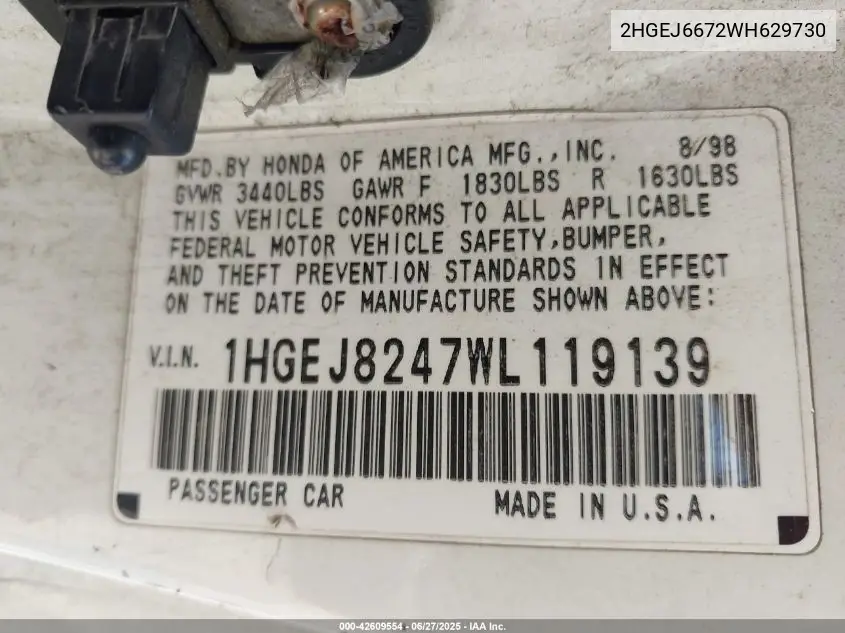 2HGEJ6672WH629730
MFD.BY HONDA OF AMERICA MFG.,INC. 8/98
GVWR 3440LBS GAWR F 1830LBS R 1630LBS
THIS VEHICLE CONFORMS TO ALL APPLICABLE
FEDERAL MOTOR VEHICLE SAFETY,BUMPER,
AND THEFT PREVENTION STANDARDS IN EFFECT
ON THE DATE OF MANUFACTURE SHOWN ABOVE:
V.I.N. 1HGEJ8247WL119139
PASSENGER CAR MADE IN U.S.A.
000-42609554 - 06/27/2025 - IAA Inc.